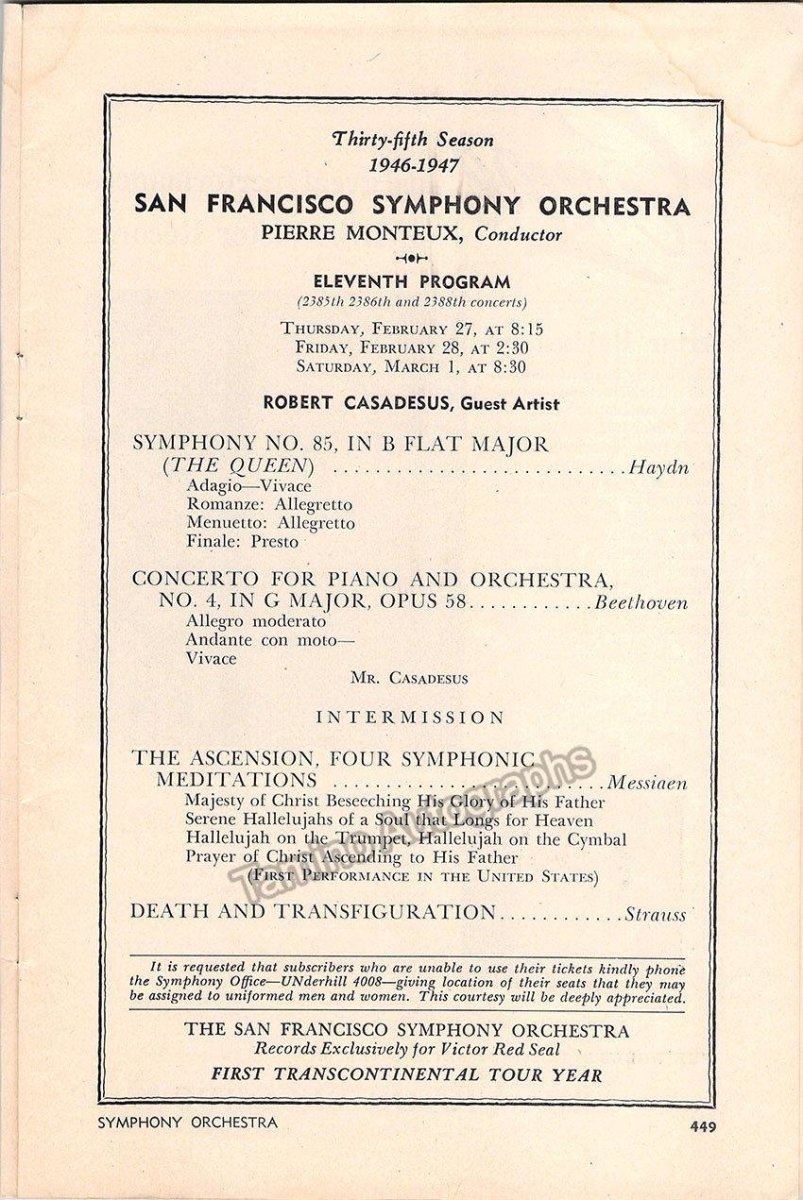 Thirty-fifth Season
1946-1947
SAN FRANCISCO SYMPHONY ORCHESTRA
PIERRE MONTEUX, Conductor
ELEVENTH PROGRAM
(2385th 2386th and 2388th concerts)
THURSDAY, FEBRUARY 27, AT 8:15
FRIDAY, FEBRUARY 28, AT 2:30
SATURDAY, MARCH 1, AT 8:30
ROBERT CASADESUS, Guest Artist
SYMPHONY NO. 85, IN B FLAT MAJOR
(THE QUEEN) ............................Haydn
Adagio—Vivace
Romanze: Allegretto
Menuetto: Allegretto
Finale: Presto
CONCERTO FOR PIANO AND ORCHESTRA,
NO. 4, IN G MAJOR, OPUS 58............Beethoven
Allegro moderato
Andante con moto—
Vivace
MR. CASADESUS
INTERMISSION
THE ASCENSION, FOUR SYMPHONIC
MEDITATIONS ..........................Messiaen
Majesty of Christ Beseeching His Glory of His Father
Serene Hallelujahs of a Soul that Longs for Heaven
Hallelujah on the Trumpet, Hallelujah on the Cymbal
Prayer of Christ Ascending to His Father
(FIRST PERFORMANCE IN THE UNITED STATES)
Tamino Autographs
DEATH AND TRANSFIGURATION............Strauss
It is requested that subscribers who are unable to use their tickets kindly phone
the Symphony Office—UNderhill 4008—giving location of their seats that they may
be assigned to uniformed men and women. This courtesy will be deeply appreciated.
THE SAN FRANCISCO SYMPHONY ORCHESTRA
Records Exclusively for Victor Red Seal
FIRST TRANSCONTINENTAL TOUR YEAR
SYMPHONY ORCHESTRA 449